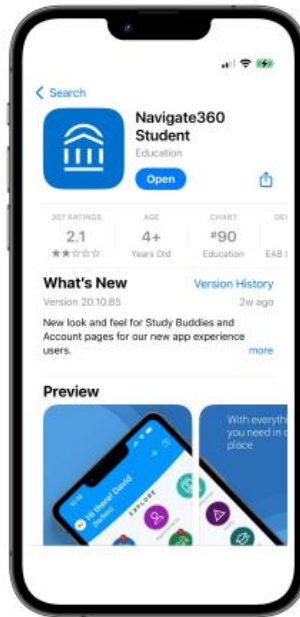 Search
Navigate360
Student
Education
Open
307 RATINGS
AGE
CHART
2.1
4+
#90
★★☆☆☆
Years Old
Education
EAB
What's New
Version History
Version 20.10.85
2w ago
New look and feel for Study Buddies and
Account pages for our new app experience
users.
more
Preview
With everyth
you need in o
place
Hi there! David
EXPLORE